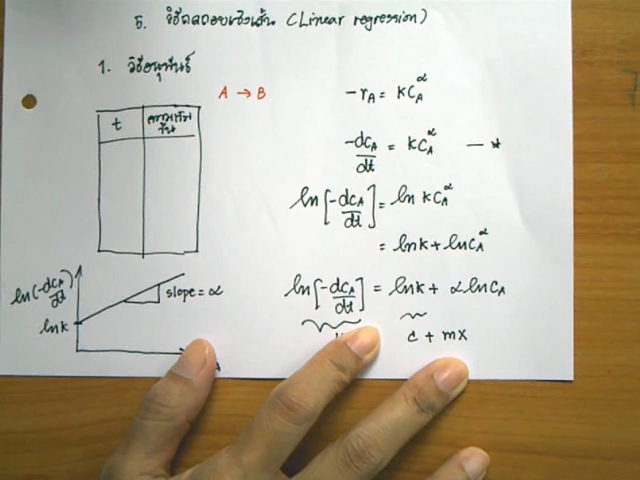 5. วิธีถดถอยเชิงเส้น (Linear regression)
1. วิธีอนุพันธ์
A → B
t
-rA = kCA^α
-dCA/dt = kCA^α — *
ln[-dCA/dt] = ln kCA^α
= lnk + lnCA^α
ln[-dCA/dt] = lnk + α lnCA
c + mx
ln(-dCA/dt)
slope = α
lnk